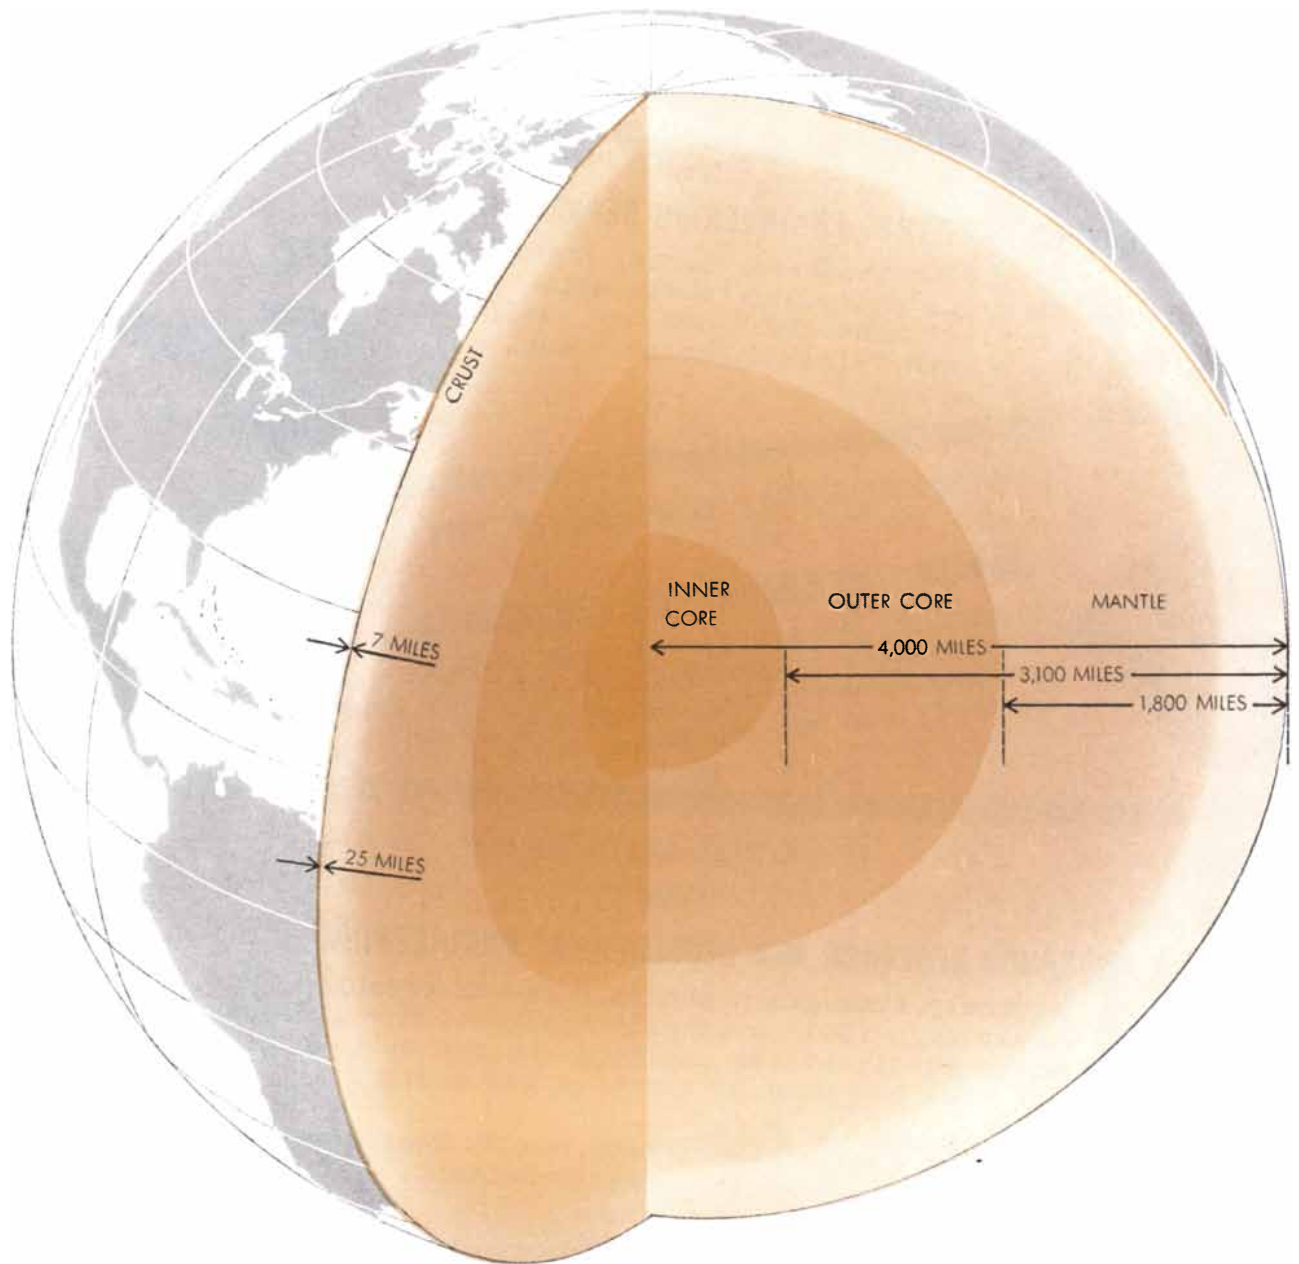 CRUST
INNER
CORE
OUTER CORE
MANTLE
7 MILES
4,000 MILES
3,100 MILES
1,800 MILES
25 MILES